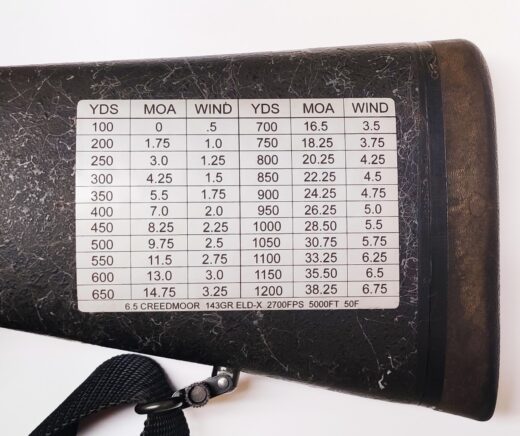 YDS MOA WIND YDS MOA WIND
100 0 .5 700 16.5 3.5
200 1.75 1.0 750 18.25 3.75
250 3.0 1.25 800 20.25 4.25
300 4.25 1.5 850 22.25 4.5
350 5.5 1.75 900 24.25 4.75
400 7.0 2.0 950 26.25 5.0
450 8.25 2.25 1000 28.50 5.5
500 9.75 2.5 1050 30.75 5.75
550 11.5 2.75 1100 33.25 6.25
600 13.0 3.0 1150 35.50 6.5
650 14.75 3.25 1200 38.25 6.75
6.5 CREEDMOOR 143GR ELD-X 2700FPS 5000FT 50F